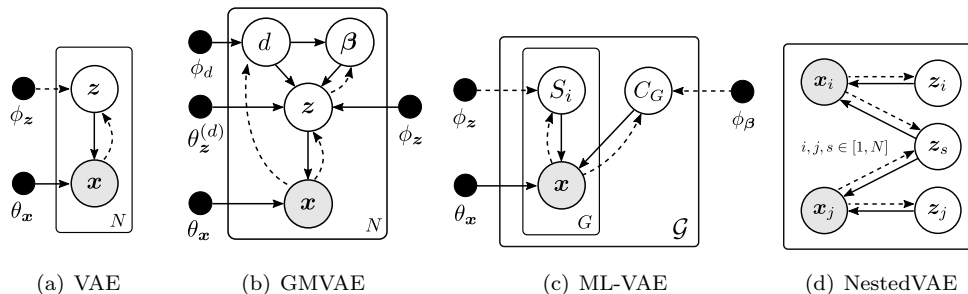 z
x
ϕ_z
θ_x
N
(a) VAE
d
β
z
x
ϕ_d
θ_z^(d)
ϕ_z
θ_x
N
(b) GMVAE
S_i
C_G
x
ϕ_z
ϕ_β
θ_x
G
𝒢
(c) ML-VAE
x_i
z_i
i, j, s ∈ [1, N]
z_s
x_j
z_j
(d) NestedVAE